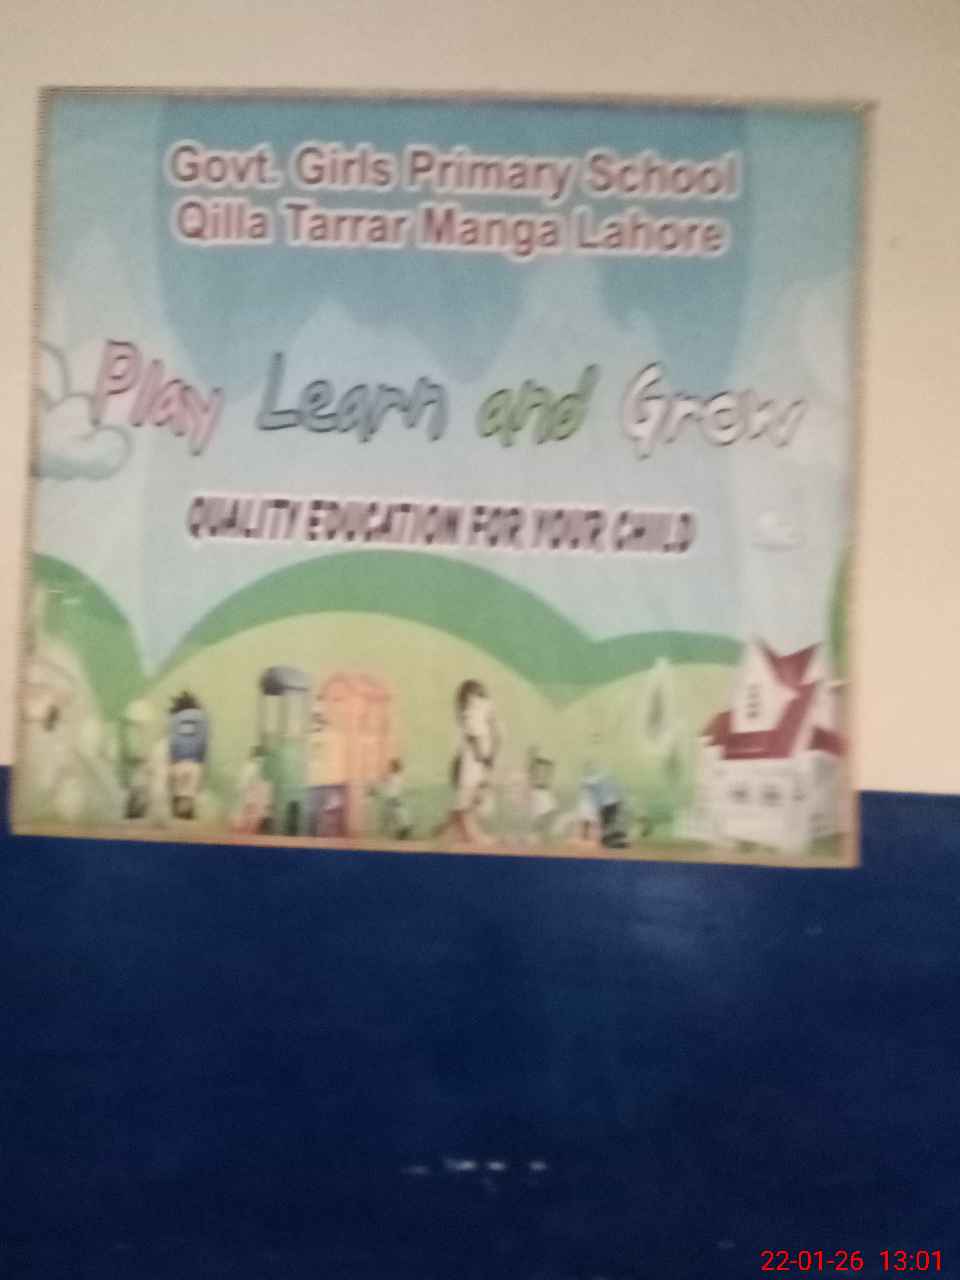 Govt. Girls Primary School
Qilla Tarrar Manga Lahore
Play Learn and Grow
QUALITY EDUCATION FOR YOUR CHILD
22-01-26 13:01